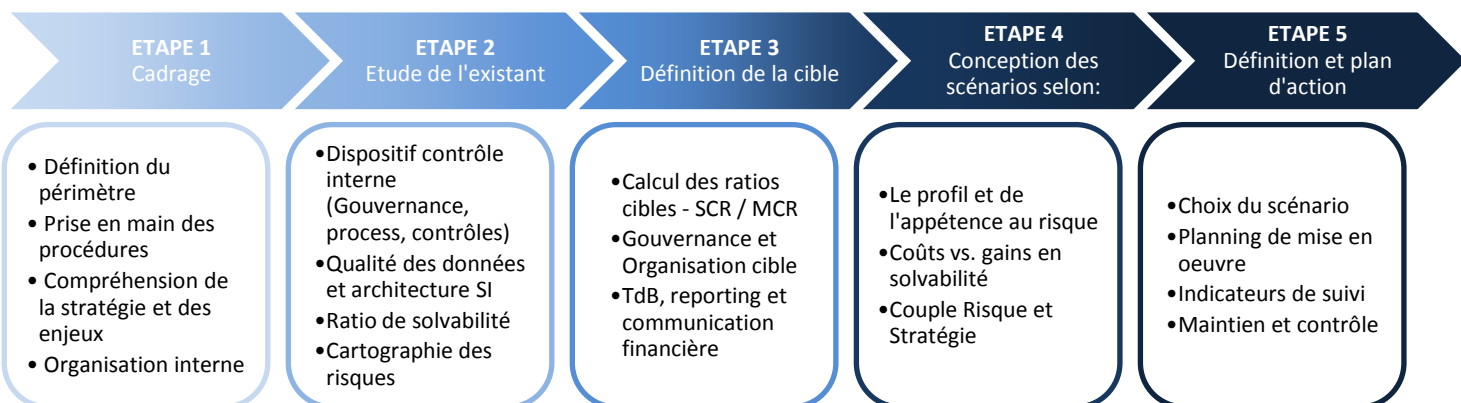 ETAPE 1
Cadrage
ETAPE 2
Etude de l'existant
ETAPE 3
Définition de la cible
ETAPE 4
Conception des
scénarios selon:
ETAPE 5
Définition et plan
d'action
• Définition du
périmètre
• Prise en main des
procédures
• Compréhension de
la stratégie et des
enjeux
• Organisation interne
•Dispositif contrôle
interne
(Gouvernance,
process, contrôles)
•Qualité des données
et architecture SI
•Ratio de solvabilité
•Cartographie des
risques
•Calcul des ratios
cibles - SCR / MCR
•Gouvernance et
Organisation cible
•TdB, reporting et
communication
financière
•Le profil et de
l'appétence au risque
•Coûts vs. gains en
solvabilité
•Couple Risque et
Stratégie
•Choix du scénario
•Planning de mise en
oeuvre
•Indicateurs de suivi
•Maintien et contrôle